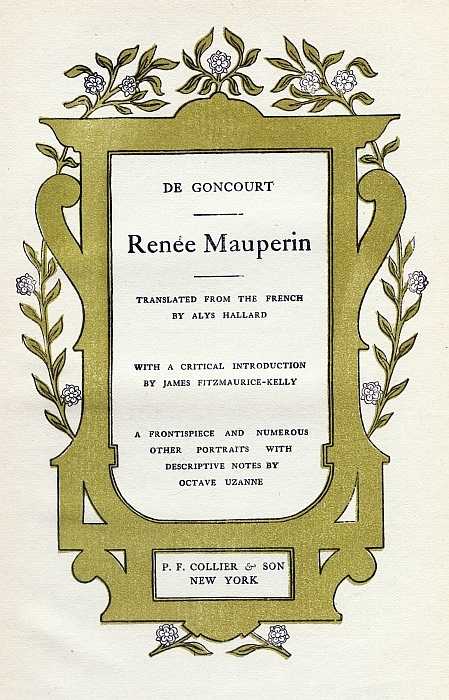 DE GONCOURT
Renée Mauperin
TRANSLATED FROM THE FRENCH
BY ALYS HALLARD
WITH A CRITICAL INTRODUCTION
BY JAMES FITZMAURICE-KELLY
A FRONTISPIECE AND NUMEROUS
OTHER PORTRAITS WITH
DESCRIPTIVE NOTES BY
OCTAVE UZANNE
P. F. COLLIER & SON
NEW YORK